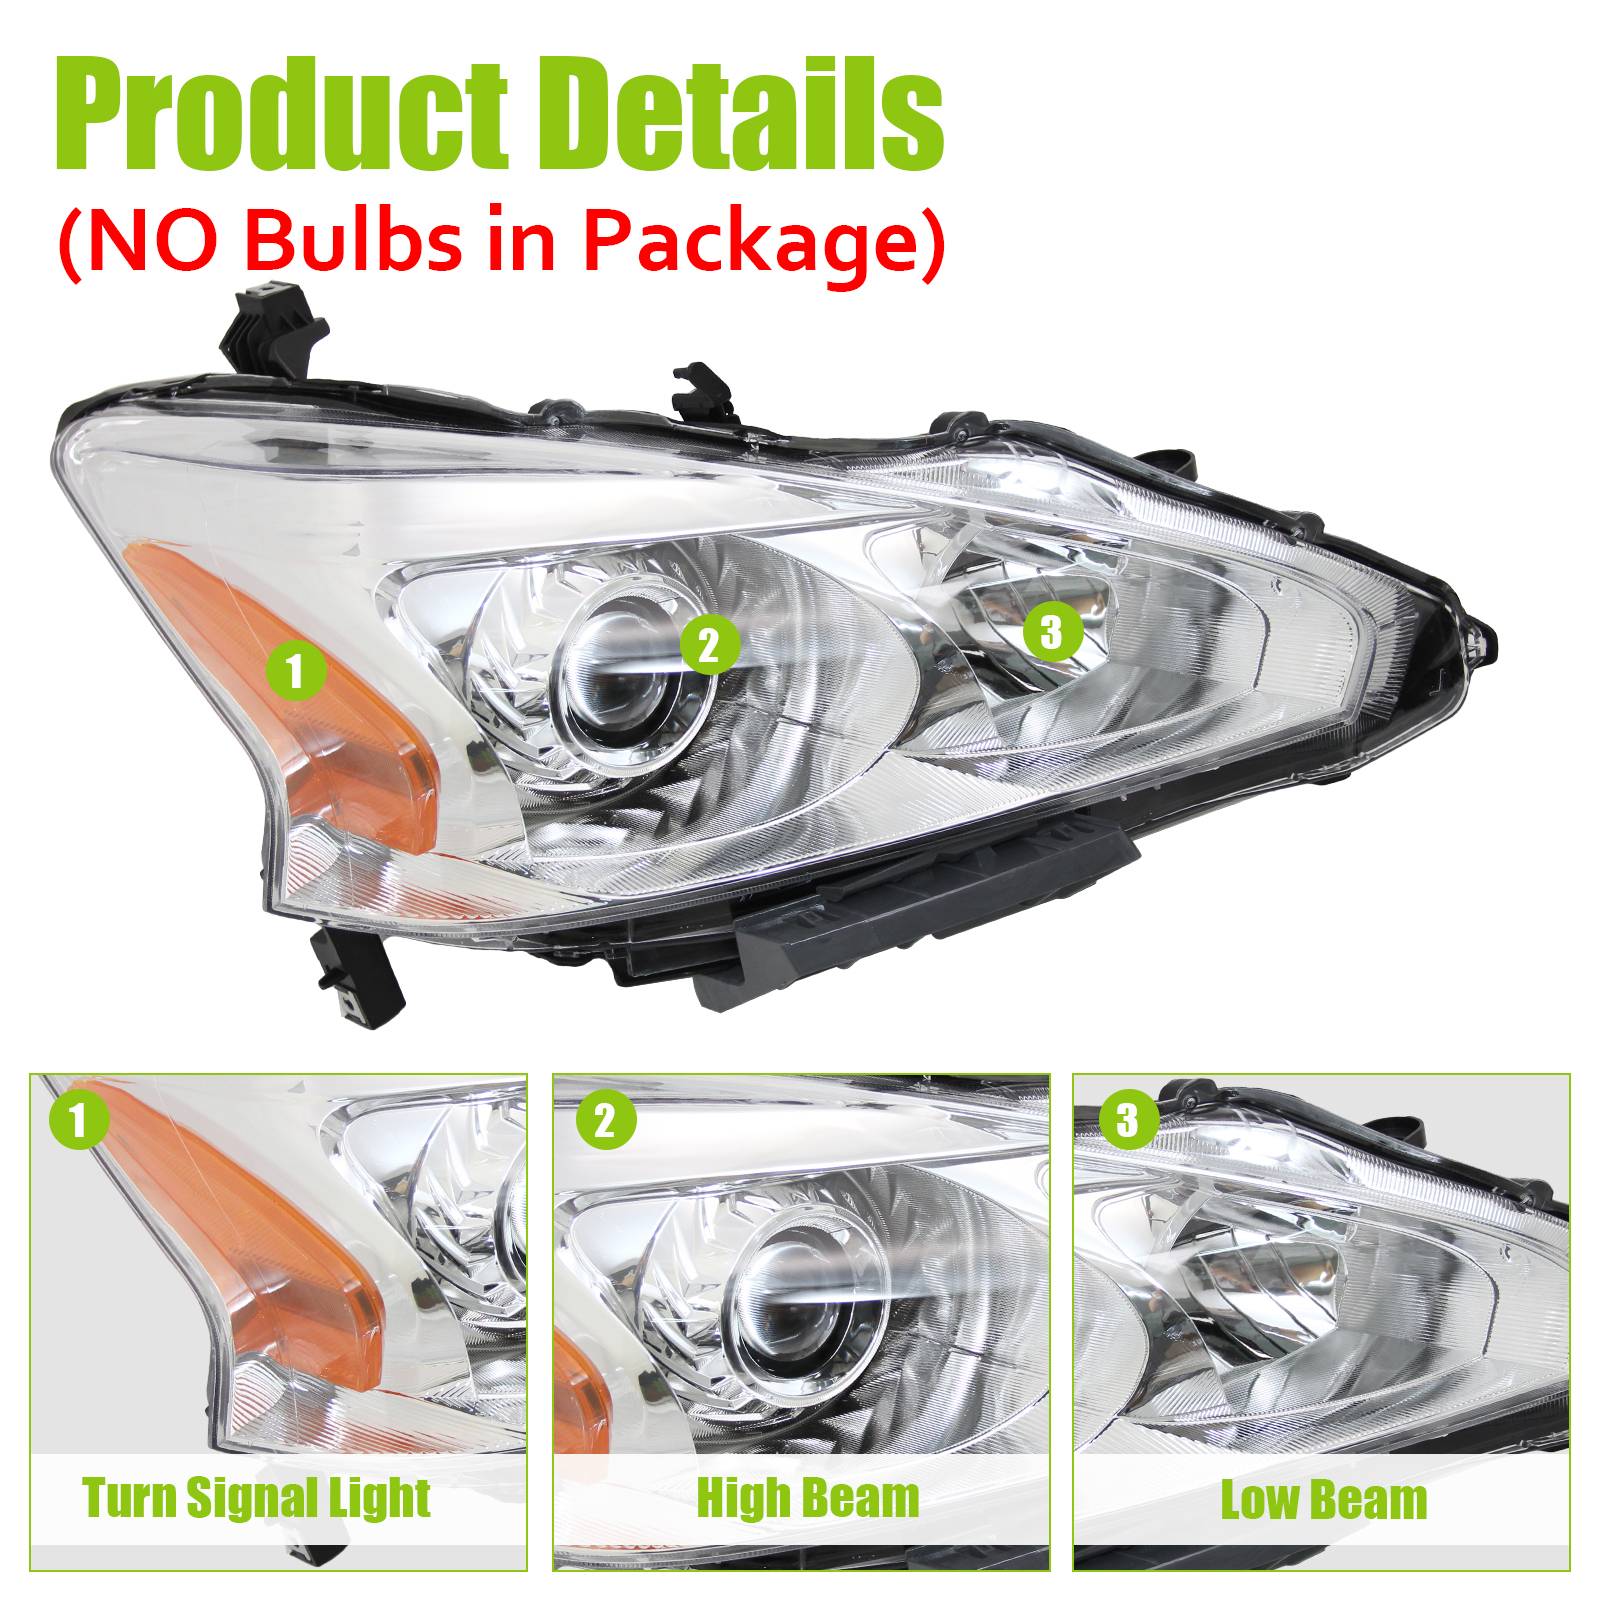 Product Details
(NO Bulbs in Package)
1
2
3
1
2
3
Turn Signal Light
High Beam
Low Beam